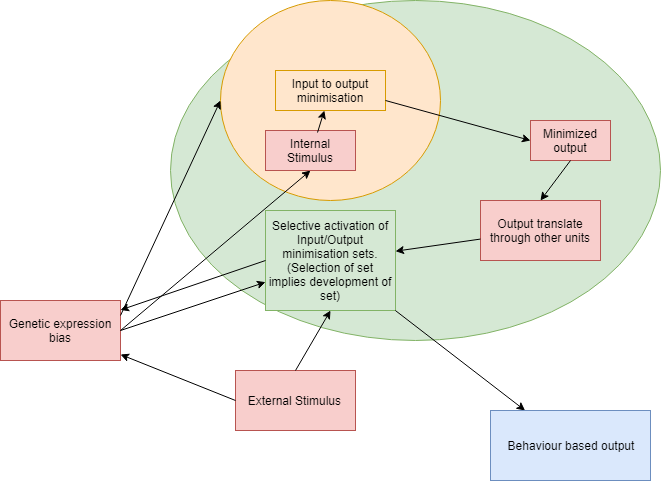 Input to output
minimisation
Minimized
output
Internal
Stimulus
Output translate
through other units
Selective activation of
Input/Output
minimisation sets.
(Selection of set
implies development of
set)
Genetic expression
bias
External Stimulus
Behaviour based output